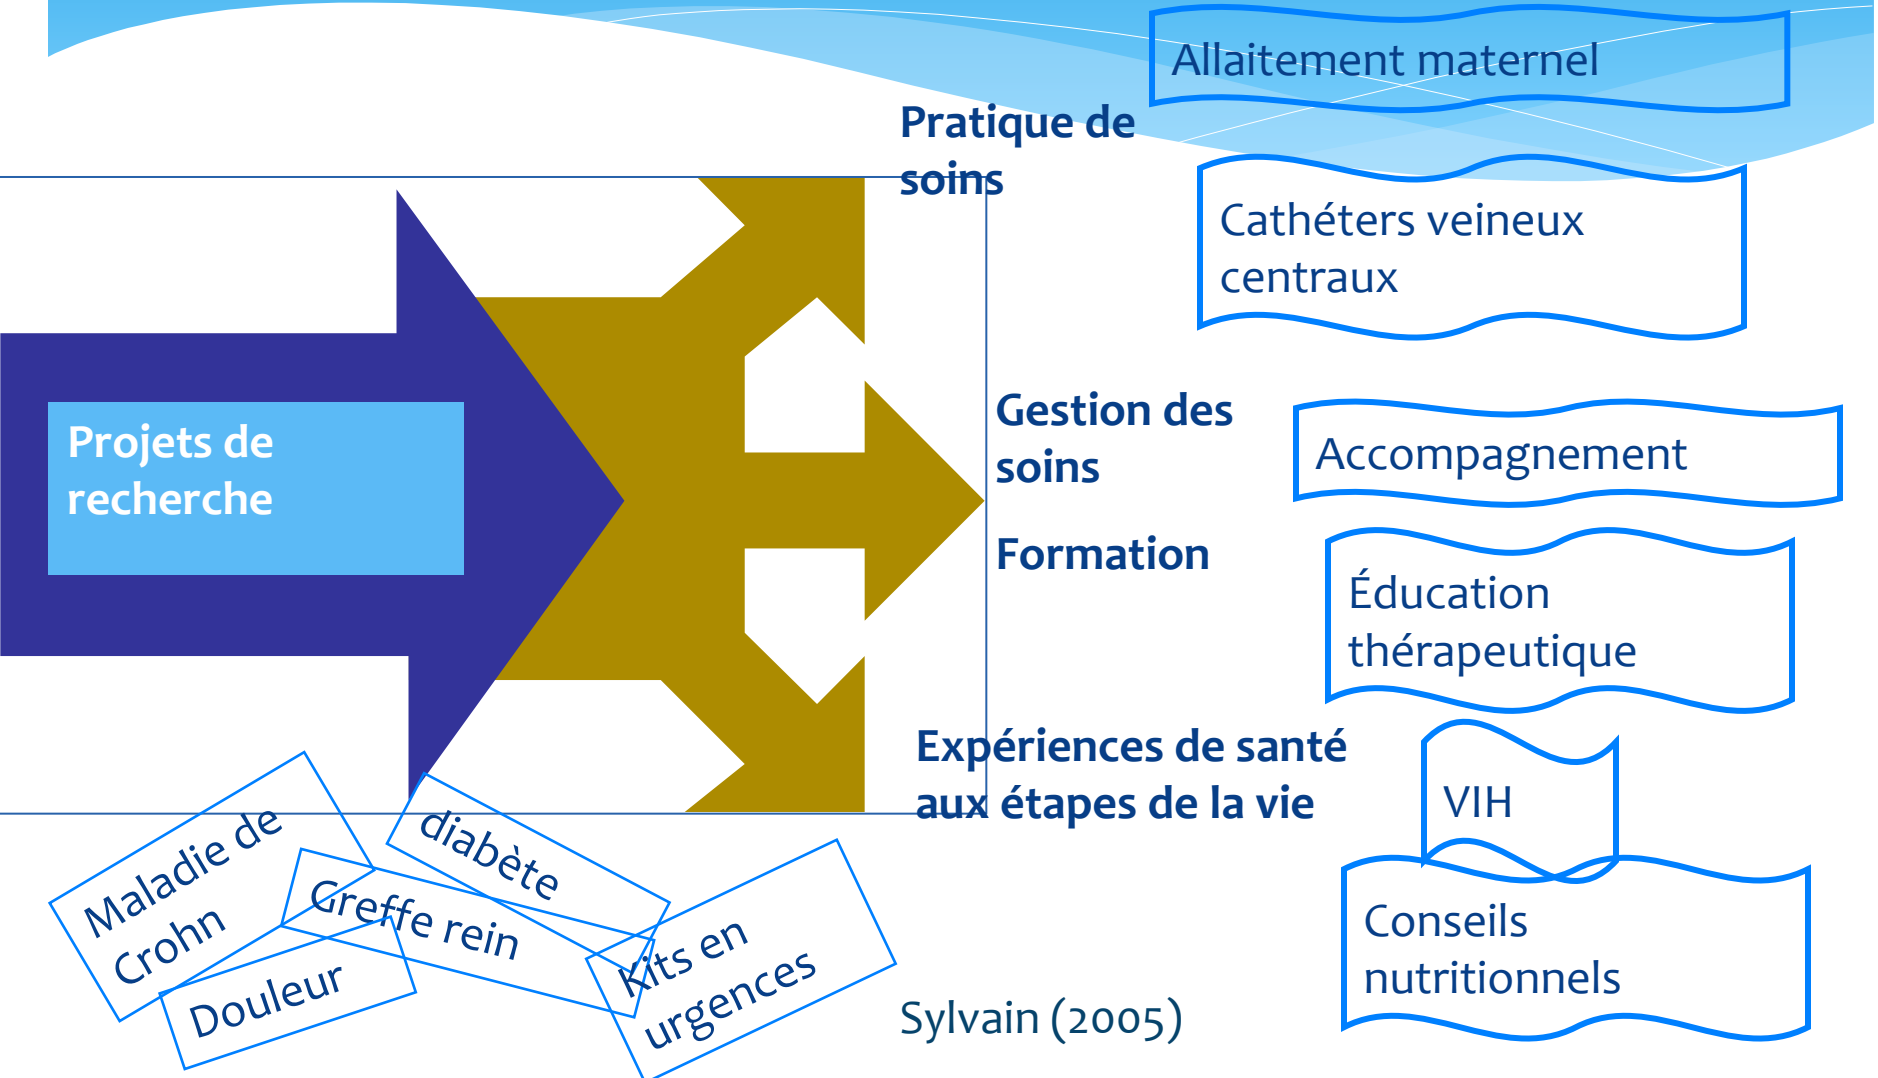 Allaitement maternel
Pratique de
soins
Cathéters veineux
centraux
Projets de
recherche
Gestion des
soins
Accompagnement
Formation
Éducation
thérapeutique
Expériences de santé
aux étapes de la vie
VIH
Maladie de
Crohn
diabète
Greffe rein
Douleur
Kits en
urgences
Conseils
nutritionnels
Sylvain (2005)